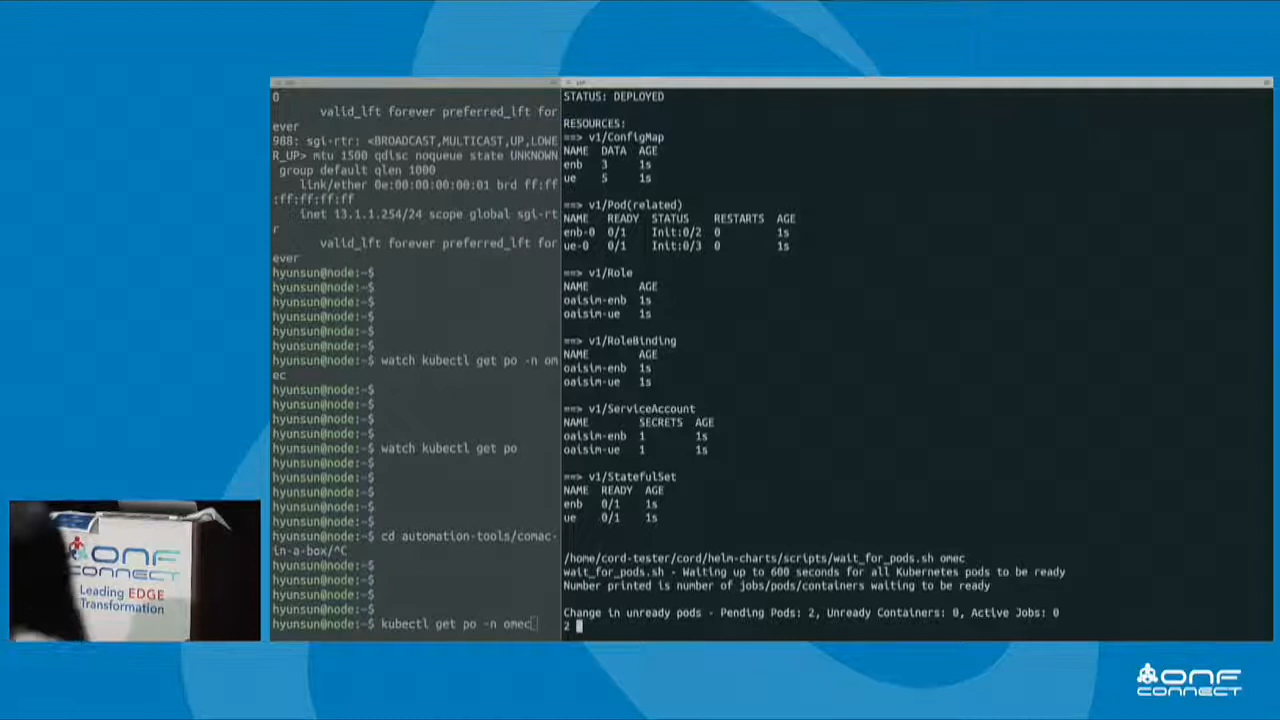 0
valid_lft forever preferred_lft for
ever
988: sgi-rtr: <BROADCAST,MULTICAST,UP,LOWE
R_UP> mtu 1500 qdisc noqueue state UNKNOWN
group default qlen 1000
link/ether 0e:00:00:00:00:01 brd ff:ff
:ff:ff:ff:ff
inet 13.1.1.254/24 scope global sgi-rt
r
valid_lft forever preferred_lft for
ever
hyunsun@node:~$
hyunsun@node:~$
hyunsun@node:~$
hyunsun@node:~$
hyunsun@node:~$
hyunsun@node:~$
hyunsun@node:~$ watch kubectl get po -n om
ec
hyunsun@node:~$
hyunsun@node:~$
hyunsun@node:~$
hyunsun@node:~$
hyunsun@node:~$ watch kubectl get po
hyunsun@node:~$
hyunsun@node:~$
hyunsun@node:~$
hyunsun@node:~$
hyunsun@node:~$
hyunsun@node:~$ cd automation-tools/comac-
in-a-box/^C
hyunsun@node:~$
hyunsun@node:~$
hyunsun@node:~$
hyunsun@node:~$
hyunsun@node:~$ kubectl get po -n omec
STATUS: DEPLOYED
RESOURCES:
==> v1/ConfigMap
NAME DATA AGE
enb 3 1s
ue 5 1s
==> v1/Pod(related)
NAME READY STATUS RESTARTS AGE
enb-0 0/1 Init:0/2 0 1s
ue-0 0/1 Init:0/3 0 1s
==> v1/Role
NAME AGE
oaisim-enb 1s
oaisim-ue 1s
==> v1/RoleBinding
NAME AGE
oaisim-enb 1s
oaisim-ue 1s
==> v1/ServiceAccount
NAME SECRETS AGE
oaisim-enb 1 1s
oaisim-ue 1 1s
==> v1/StatefulSet
NAME READY AGE
enb 0/1 1s
ue 0/1 1s
/home/cord-tester/cord/helm-charts/scripts/wait_for_pods.sh omec
wait_for_pods.sh - Waiting up to 600 seconds for all Kubernetes pods to be ready
Number printed is number of jobs/pods/containers waiting to be ready
Change in unready pods - Pending Pods: 2, Unready Containers: 0, Active Jobs: 0
2
ONF
CONNECT
Leading EDGE
Transformation
ONF
CONNECT